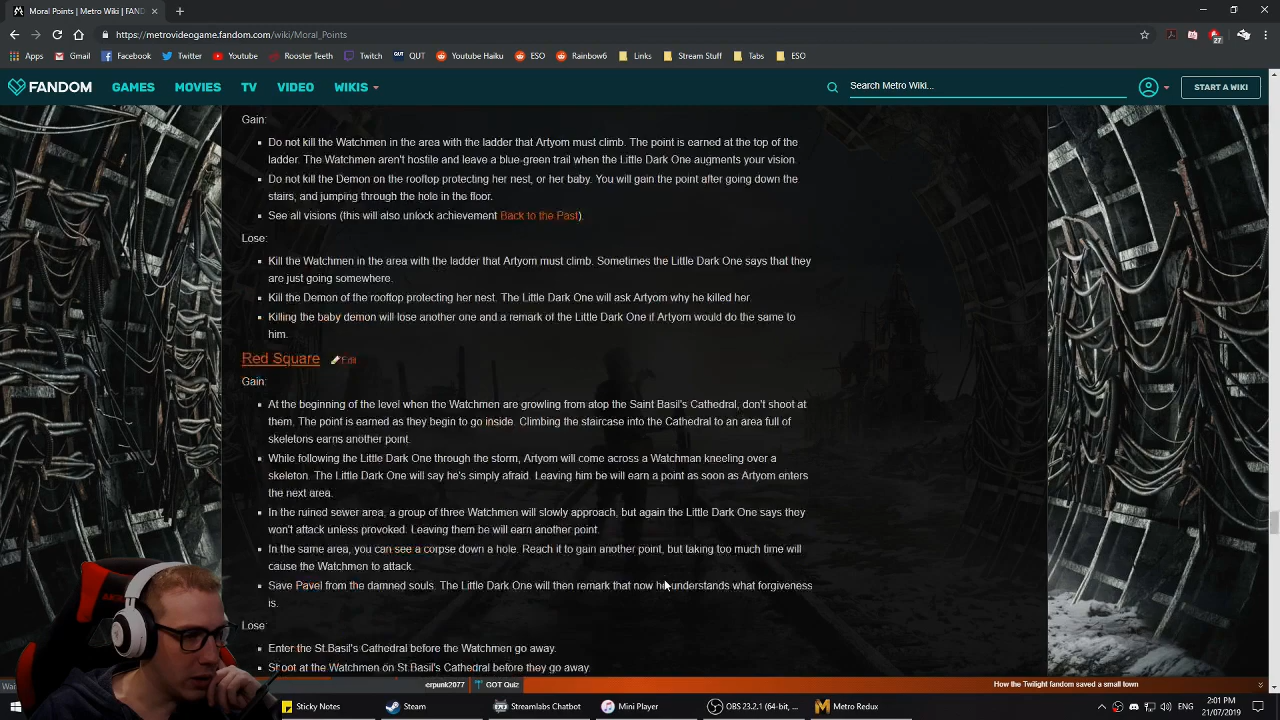 Moral Points | Metro Wiki | FAND
https://metrovideogame.fandom.com/wiki/Moral_Points
27
Apps Gmail Facebook Twitter Youtube Rooster Teeth Twitch QUT QUT Youtube Haiku ESO Rainbow6 Links Stream Stuff Tabs ESO
FANDOM GAMES MOVIES TV VIDEO WIKIS Search Metro Wiki... START A WIKI
Gain:
Do not kill the Watchmen in the area with the ladder that Artyom must climb. The point is earned at the top of the
ladder. The Watchmen aren't hostile and leave a blue-green trail when the Little Dark One augments your vision.
Do not kill the Demon on the rooftop protecting her nest, or her baby. You will gain the point after going down the
stairs, and jumping through the hole in the floor.
See all visions (this will also unlock achievement Back to the Past).
Lose:
Kill the Watchmen in the area with the ladder that Artyom must climb. Sometimes the Little Dark One says that they
are just going somewhere.
Kill the Demon of the rooftop protecting her nest. The Little Dark One will ask Artyom why he killed her.
Killing the baby demon will lose another one and a remark of the Little Dark One if Artyom would do the same to
him.
Red Square Edit
Gain:
At the beginning of the level when the Watchmen are growling from atop the Saint Basil's Cathedral, don't shoot at
them. The point is earned as they begin to go inside. Climbing the staircase into the Cathedral to an area full of
skeletons earns another point.
While following the Little Dark One through the storm, Artyom will come across a Watchman kneeling over a
skeleton. The Little Dark One will say he's simply afraid. Leaving him be will earn a point as soon as Artyom enters
the next area.
In the ruined sewer area, a group of three Watchmen will slowly approach, but again the Little Dark One says they
won't attack unless provoked. Leaving them be will earn another point.
In the same area, you can see a corpse down a hole. Reach it to gain another point, but taking too much time will
cause the Watchmen to attack.
Save Pavel from the damned souls. The Little Dark One will then remark that now he understands what forgiveness
is.
Lose:
Enter the St.Basil's Cathedral before the Watchmen go away.
Shoot at the Watchmen on St.Basil's Cathedral before they go away.
Wai erpunk2077 GOT Quiz How the Twilight fandom saved a small town
Sticky Notes Steam Streamlabs Chatbot Mini Player OBS 23.2.1 (64-bit, ... Metro Redux ENG
2:01 PM
21/07/2019